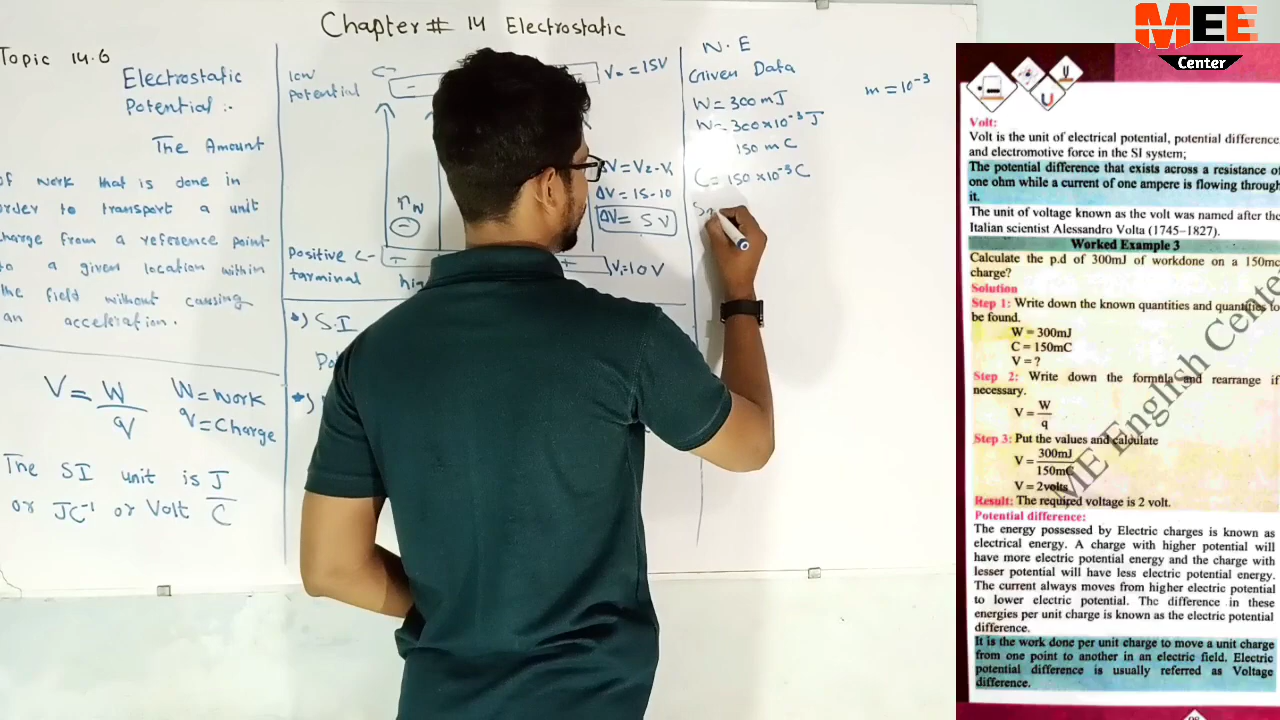 Chapter # 14 Electrostatic
Topic 14.6
Electrostatic
Potential :-
The Amount
of work that is done in
order to transport a unit
charge from a reference point
to a given location within
the field without causing
an acceleration.
V = W
q
W = Work
q = Charge
The SI unit is J
C
or JC⁻¹ or Volt
low
potential
C-
-
V₂ = 15V
ΔV = V₂ - V₁
ΔV = 15-10
ΔV = 5V
-
Positive C-
tarminal
+
V₁=10V
*) S.I
*)
N.E
Given Data
W = 300mJ
W = 300×10⁻³ J
150 mC
C = 150 ×10⁻³ C
m = 10⁻³
MEE
Center
Volt:
Volt is the unit of electrical potential, potential difference
and electromotive force in the SI system;
The potential difference that exists across a resistance of
one ohm while a current of one ampere is flowing through
it.
The unit of voltage known as the volt was named after the
Italian scientist Alessandro Volta (1745–1827).
Worked Example 3
Calculate the p.d of 300mJ of workdone on a 150mc
charge?
Solution
Step 1: Write down the known quantities and quantities to
be found.
W = 300mJ
C = 150mC
V = ?
Step 2: Write down the formula and rearrange if
necessary.
V = W
q
Step 3: Put the values and calculate
V = 300mJ
150mC
V = 2volts
Result: The required voltage is 2 volt.
Potential difference:
The energy possessed by Electric charges is known as
electrical energy. A charge with higher potential will
have more electric potential energy and the charge with
lesser potential will have less electric potential energy.
The current always moves from higher electric potential
to lower electric potential. The difference in these
energies per unit charge is known as the electric potential
difference.
It is the work done per unit charge to move a unit charge
from one point to another in an electric field. Electric
potential difference is usually referred as Voltage
difference.
ME English Center